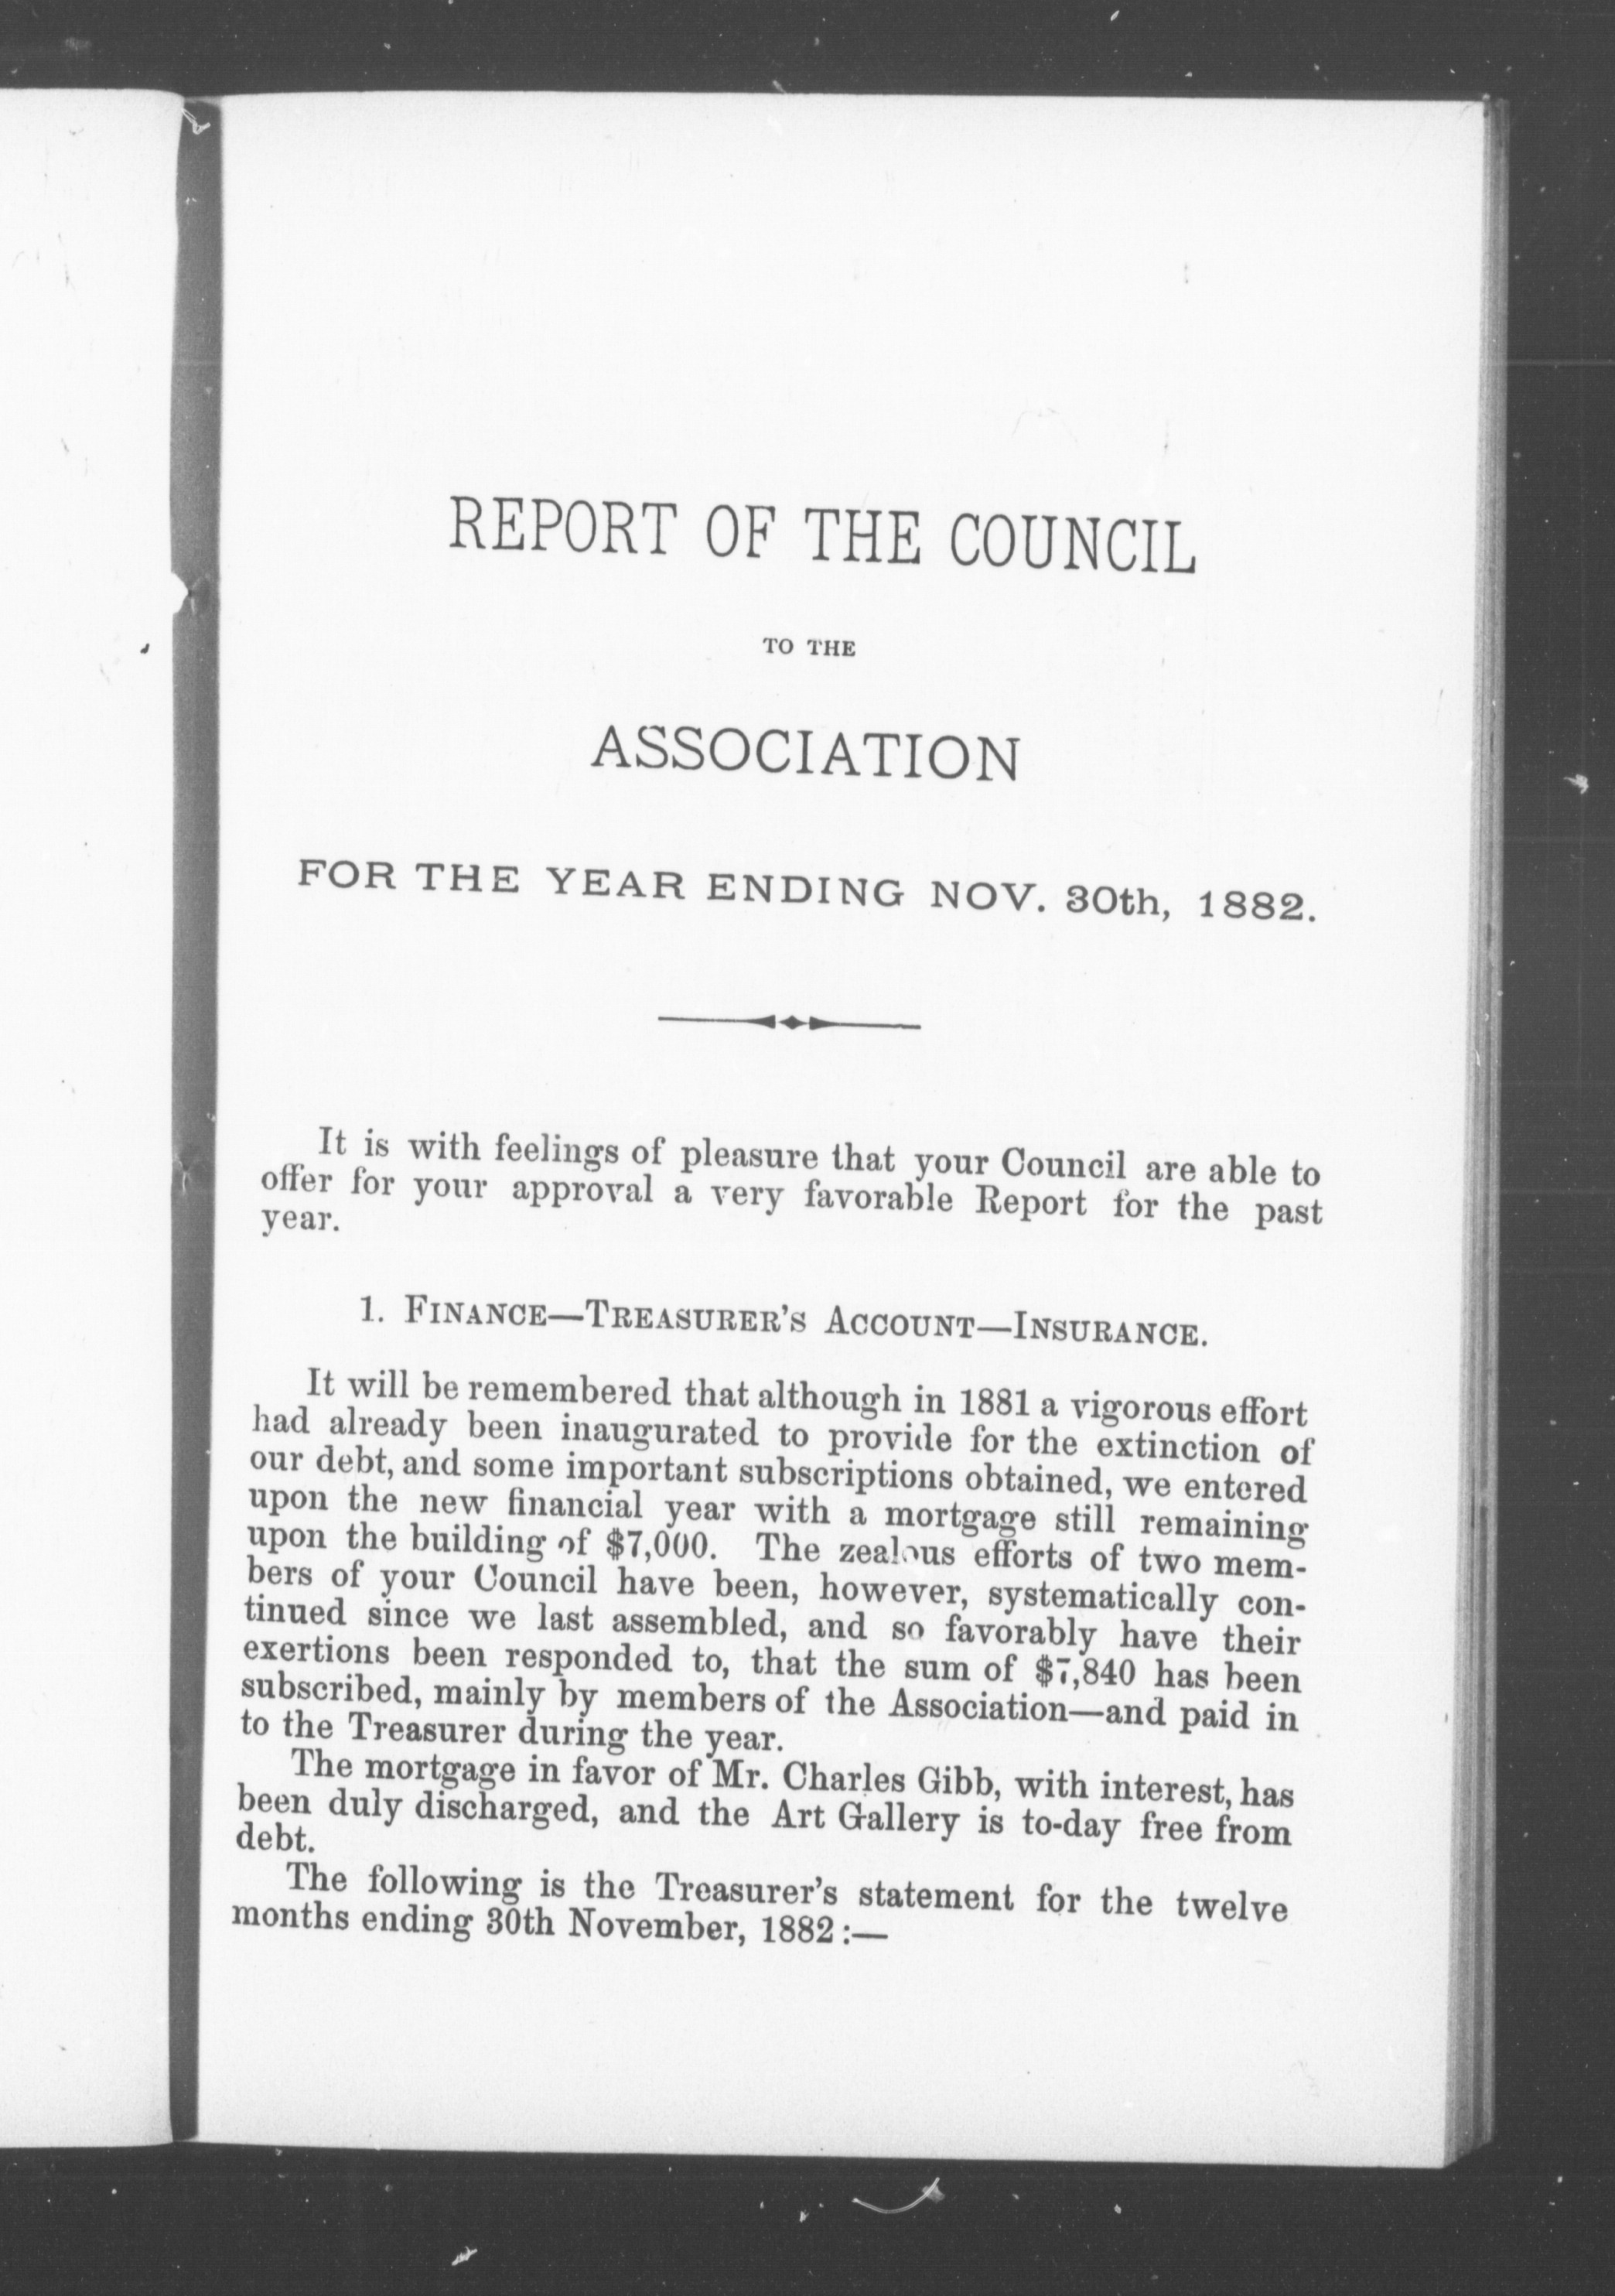 REPORT OF THE COUNCIL
TO THE
ASSOCIATION
FOR THE YEAR ENDING NOV. 30th, 1882.
It is with feelings of pleasure that your Council are able to
offer for your approval a very favorable Report for the past
year.
1. FINANCE—TREASURER'S ACCOUNT—INSURANCE.
It will be remembered that although in 1881 a vigorous effort
had already been inaugurated to provide for the extinction of
our debt, and some important subscriptions obtained, we entered
upon the new financial year with a mortgage still remaining
upon the building of $7,000. The zealous efforts of two mem-
bers of your Council have been, however, systematically con-
tinued since we last assembled, and so favorably have their
exertions been responded to, that the sum of $7,840 has been
subscribed, mainly by members of the Association—and paid in
to the Treasurer during the year.
The mortgage in favor of Mr. Charles Gibb, with interest, has
been duly discharged, and the Art Gallery is to-day free from
debt.
The following is the Treasurer's statement for the twelve
months ending 30th November, 1882:—